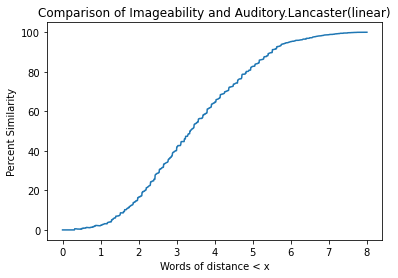 Comparison of Imageability and Auditory.Lancaster(linear)
100
80
60
40
20
0
Percent Similarity
0 1 2 3 4 5 6 7 8
Words of distance < x